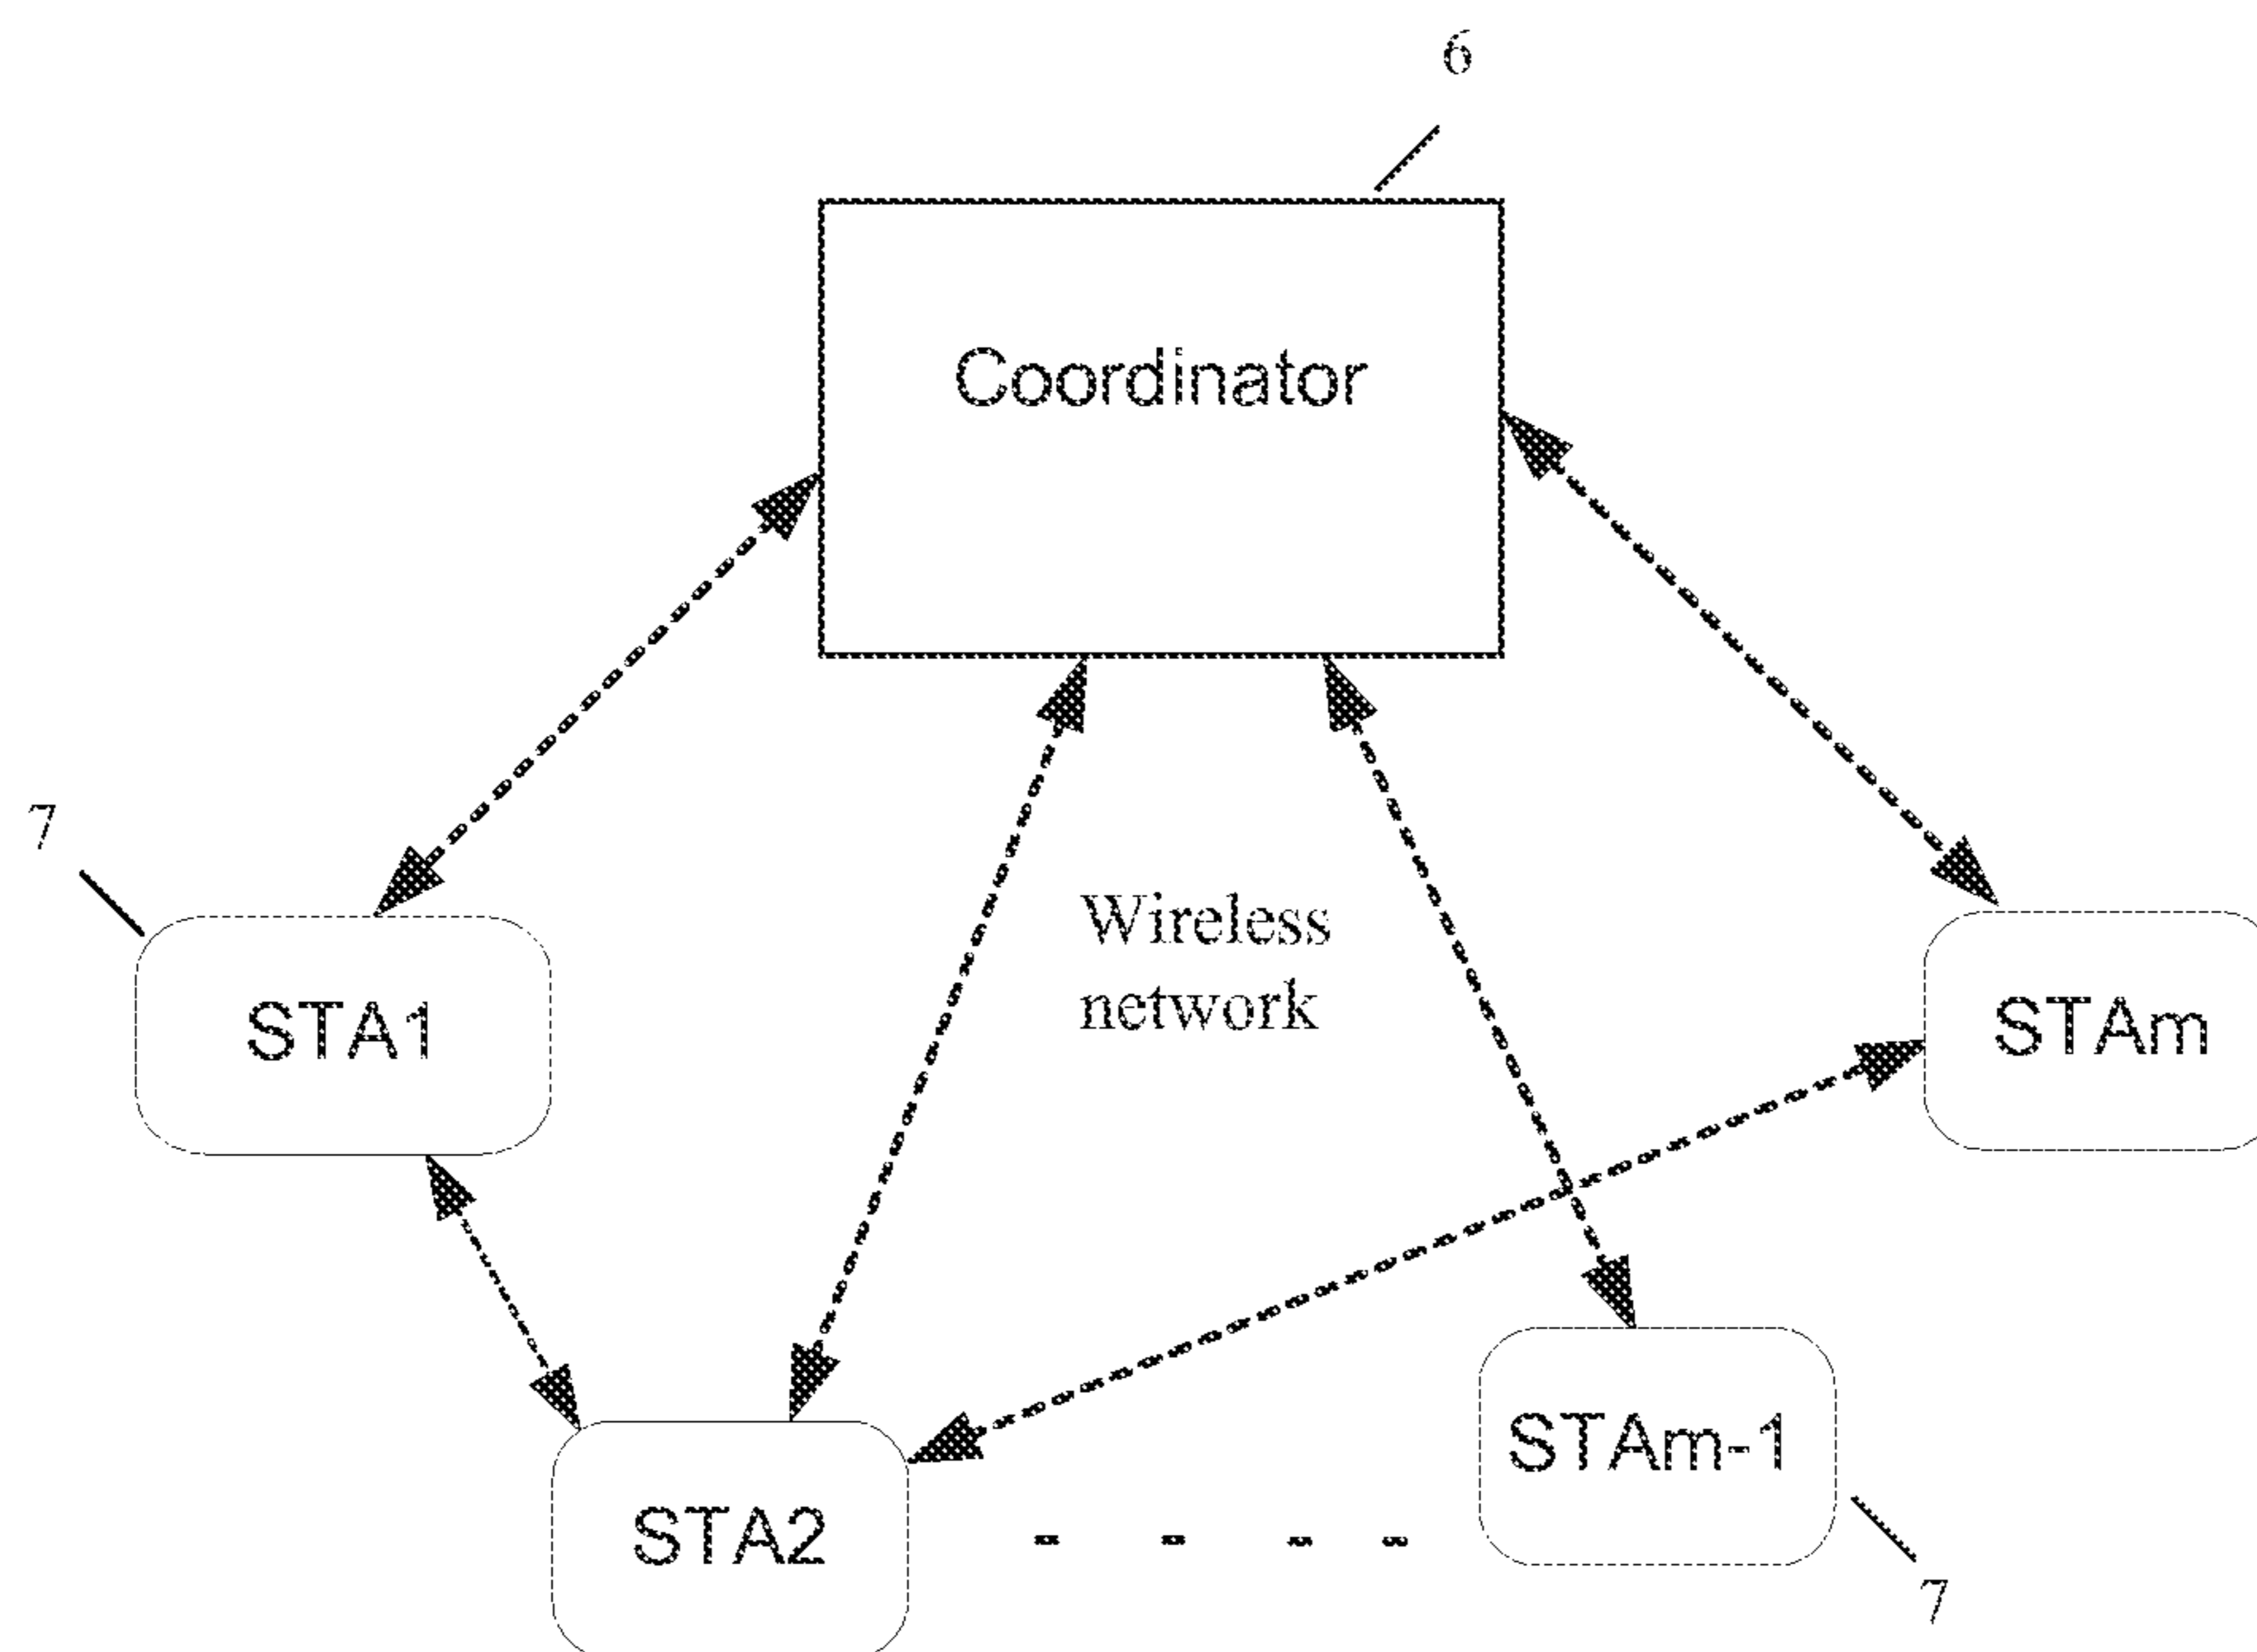 6
Coordinator
7
Wireless
network
STA1
STAm
STAm-1
STA2
- - - -
7